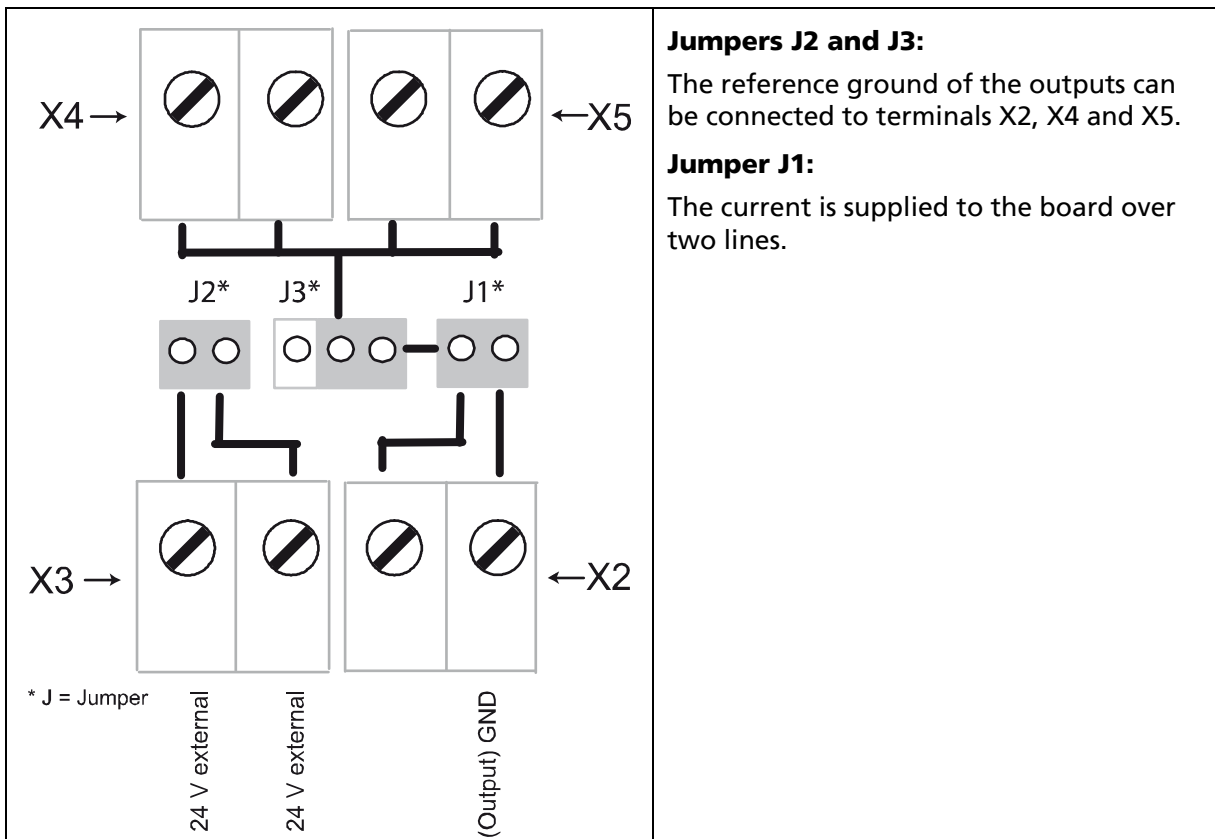 X4→
←X5
J2*
J3*
J1*
X3→
←X2
* J = Jumper
24 V external
24 V external
(Output) GND
Jumpers J2 and J3:
The reference ground of the outputs can
be connected to terminals X2, X4 and X5.
Jumper J1:
The current is supplied to the board over
two lines.